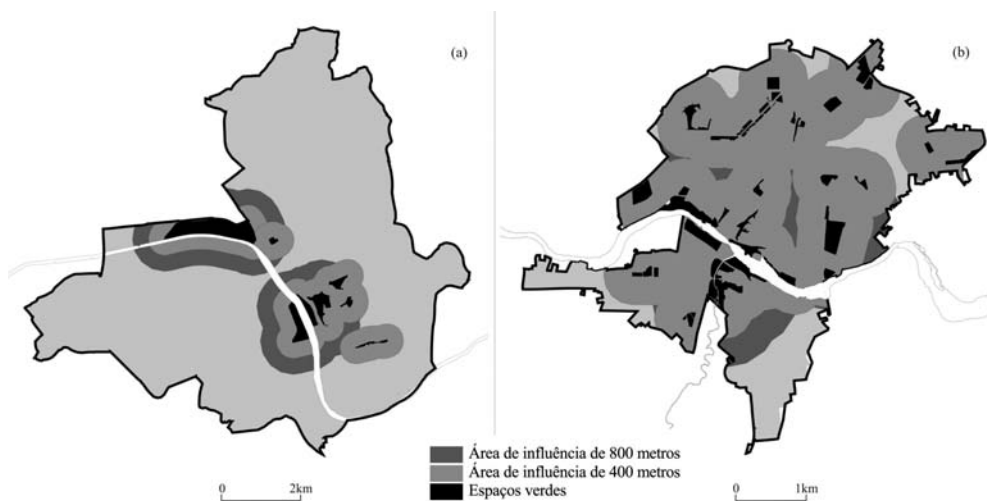 (a)
(b)
Área de influência de 800 metros
Área de influência de 400 metros
Espaços verdes
0 2km
0 1km